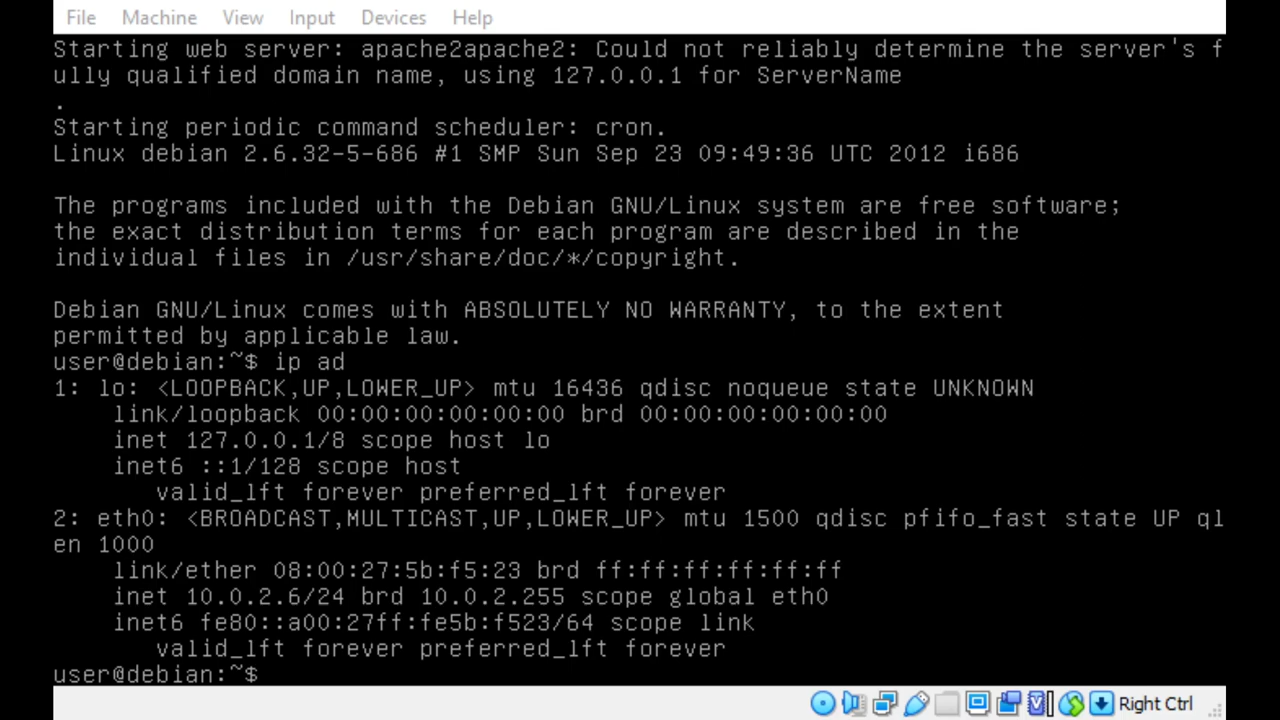 File Machine View Input Devices Help
Starting web server: apache2apache2: Could not reliably determine the server's f
ully qualified domain name, using 127.0.0.1 for ServerName
.
Starting periodic command scheduler: cron.
Linux debian 2.6.32-5-686 #1 SMP Sun Sep 23 09:49:36 UTC 2012 i686
The programs included with the Debian GNU/Linux system are free software;
the exact distribution terms for each program are described in the
individual files in /usr/share/doc/*/copyright.
Debian GNU/Linux comes with ABSOLUTELY NO WARRANTY, to the extent
permitted by applicable law.
user@debian:~$ ip ad
1: lo: <LOOPBACK,UP,LOWER_UP> mtu 16436 qdisc noqueue state UNKNOWN
link/loopback 00:00:00:00:00:00 brd 00:00:00:00:00:00
inet 127.0.0.1/8 scope host lo
inet6 ::1/128 scope host
valid_lft forever preferred_lft forever
2: eth0: <BROADCAST,MULTICAST,UP,LOWER_UP> mtu 1500 qdisc pfifo_fast state UP ql
en 1000
link/ether 08:00:27:5b:f5:23 brd ff:ff:ff:ff:ff:ff
inet 10.0.2.6/24 brd 10.0.2.255 scope global eth0
inet6 fe80::a00:27ff:fe5b:f523/64 scope link
valid_lft forever preferred_lft forever
user@debian:~$
Right Ctrl